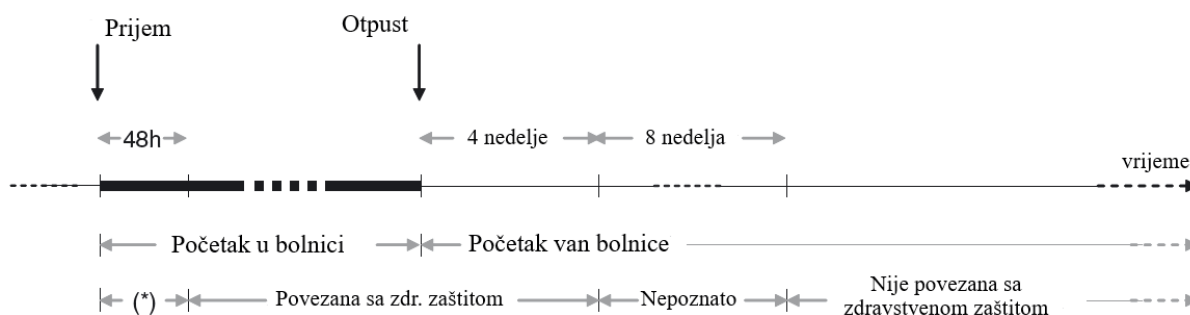 Prijem
Otpust
48h
4 nedelje
8 nedelja
vrijeme
Početak u bolnici
Početak van bolnice
(*)
Povezana sa zdr. zaštitom
Nepoznato
Nije povezana sa
zdravstvenom zaštitom